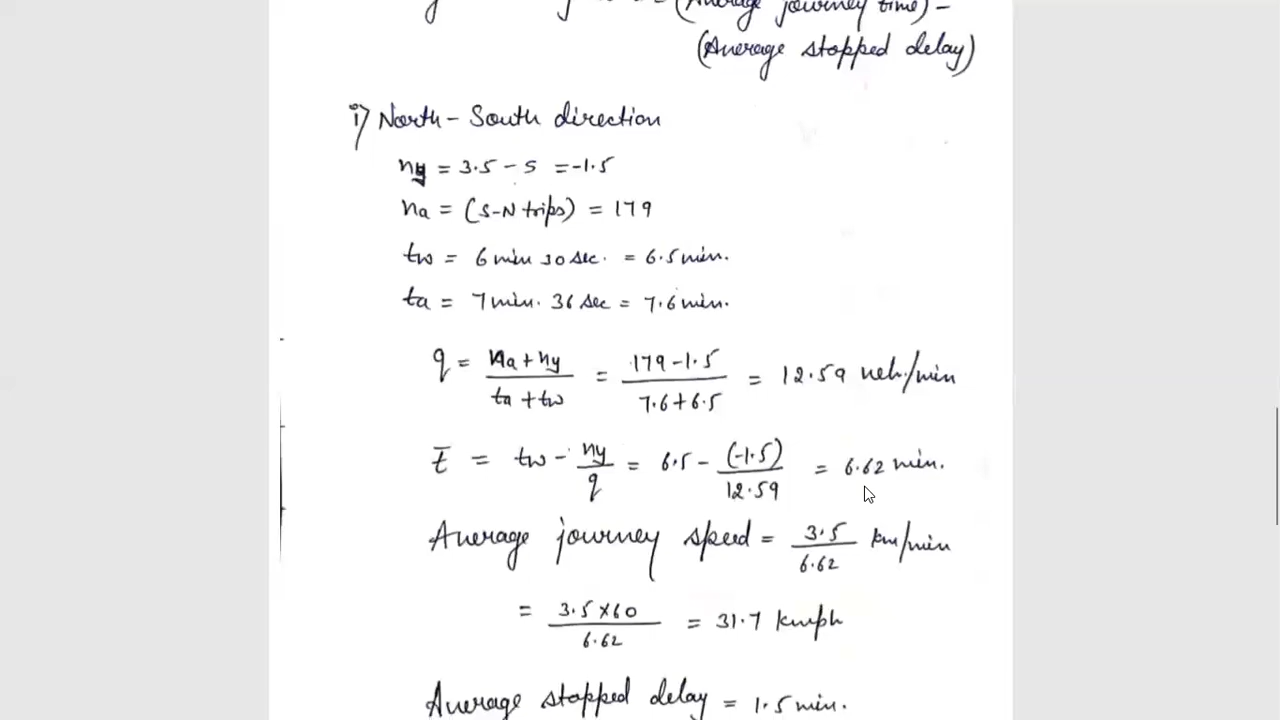 (Average journey time) -
(Average stopped delay)
i) North - South direction
ny = 3.5 - 5 = -1.5
na = (S-N trips) = 179
tw = 6 min 30 sec. = 6.5 min.
ta = 7 min. 36 sec = 7.6 min.
q = na + ny / ta + tw = 179 - 1.5 / 7.6 + 6.5 = 12.59 veh./min
t̄ = tw - ny / q = 6.5 - (-1.5) / 12.59 = 6.62 min.
Average journey speed = 3.5 / 6.62 km/min
= 3.5 x 60 / 6.62 = 31.7 kmph
Average stopped delay = 1.5 min.